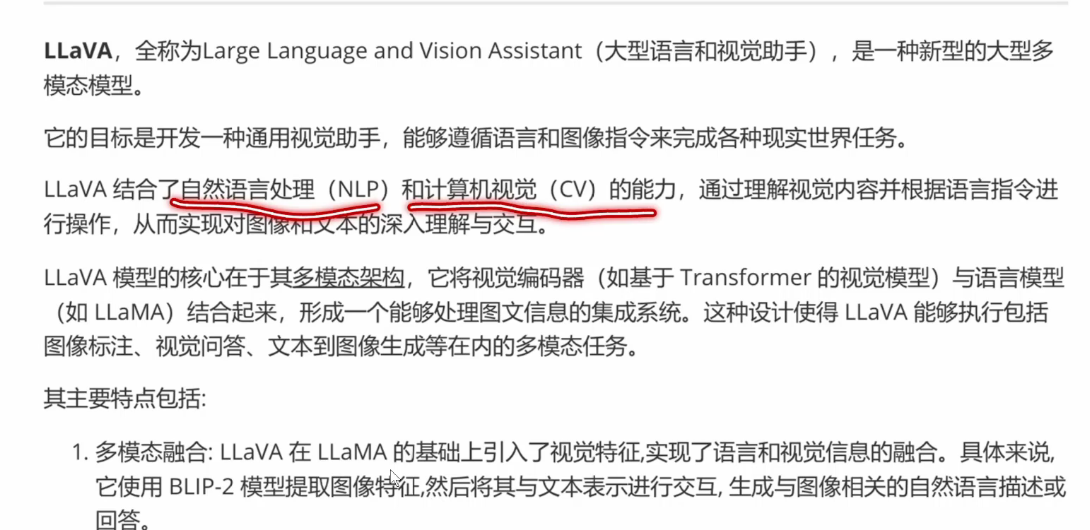 LLaVA，全称为Large Language and Vision Assistant（大型语言和视觉助手），是一种新型的大型多
模态模型。
它的目标是开发一种通用视觉助手，能够遵循语言和图像指令来完成各种现实世界任务。
LLaVA 结合了自然语言处理（NLP）和计算机视觉（CV）的能力，通过理解视觉内容并根据语言指令进
行操作，从而实现对图像和文本的深入理解与交互。
LLaVA 模型的核心在于其多模态架构，它将视觉编码器（如基于 Transformer 的视觉模型）与语言模型
（如 LLaMA）结合起来，形成一个能够处理图文信息的集成系统。这种设计使得 LLaVA 能够执行包括
图像标注、视觉问答、文本到图像生成等在内的多模态任务。
其主要特点包括:
1. 多模态融合: LLaVA 在 LLaMA 的基础上引入了视觉特征,实现了语言和视觉信息的融合。具体来说,
它使用 BLIP-2 模型提取图像特征,然后将其与文本表示进行交互, 生成与图像相关的自然语言描述或
回答。